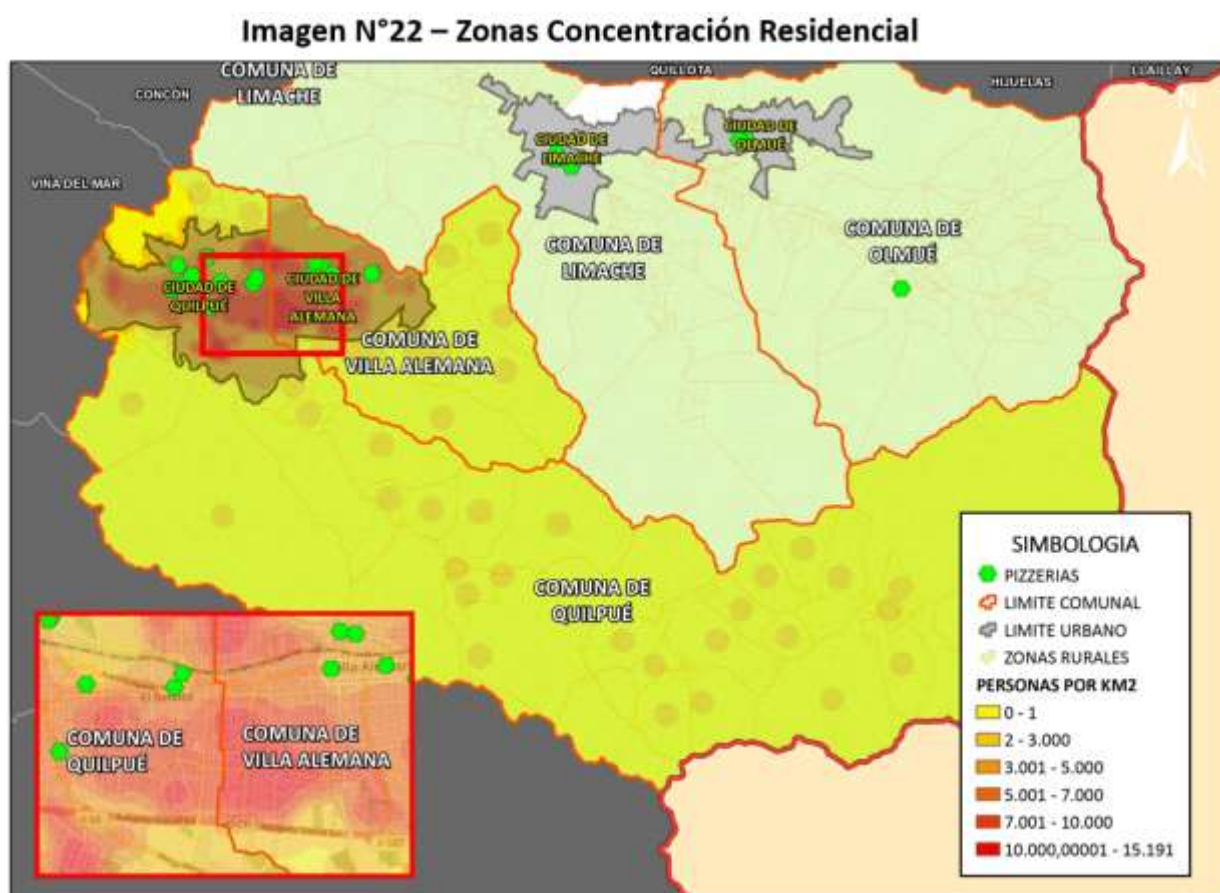 Imagen N°22 – Zonas Concentración Residencial
COMUNA DE
LIMACHE
CONCÓN
QUILLOTA
HIJUELAS
LLAILLAY
N
CIUDAD DE
LIMACHE
CIUDAD DE
OLMUÉ
VIÑA DEL MAR
COMUNA DE
LIMACHE
COMUNA DE
OLMUÉ
CIUDAD DE
QUILPUÉ
CIUDAD DE
VILLA
ALEMANA
COMUNA DE
VILLA ALEMANA
COMUNA DE
QUILPUÉ
COMUNA DE
QUILPUÉ
COMUNA DE
VILLA ALEMANA
SIMBOLOGIA
PIZZERIAS
LIMITE COMUNAL
LIMITE URBANO
ZONAS RURALES
PERSONAS POR KM2
0 - 1
2 - 3.000
3.001 - 5.000
5.001 - 7.000
7.001 - 10.000
10.000,00001 - 15.191